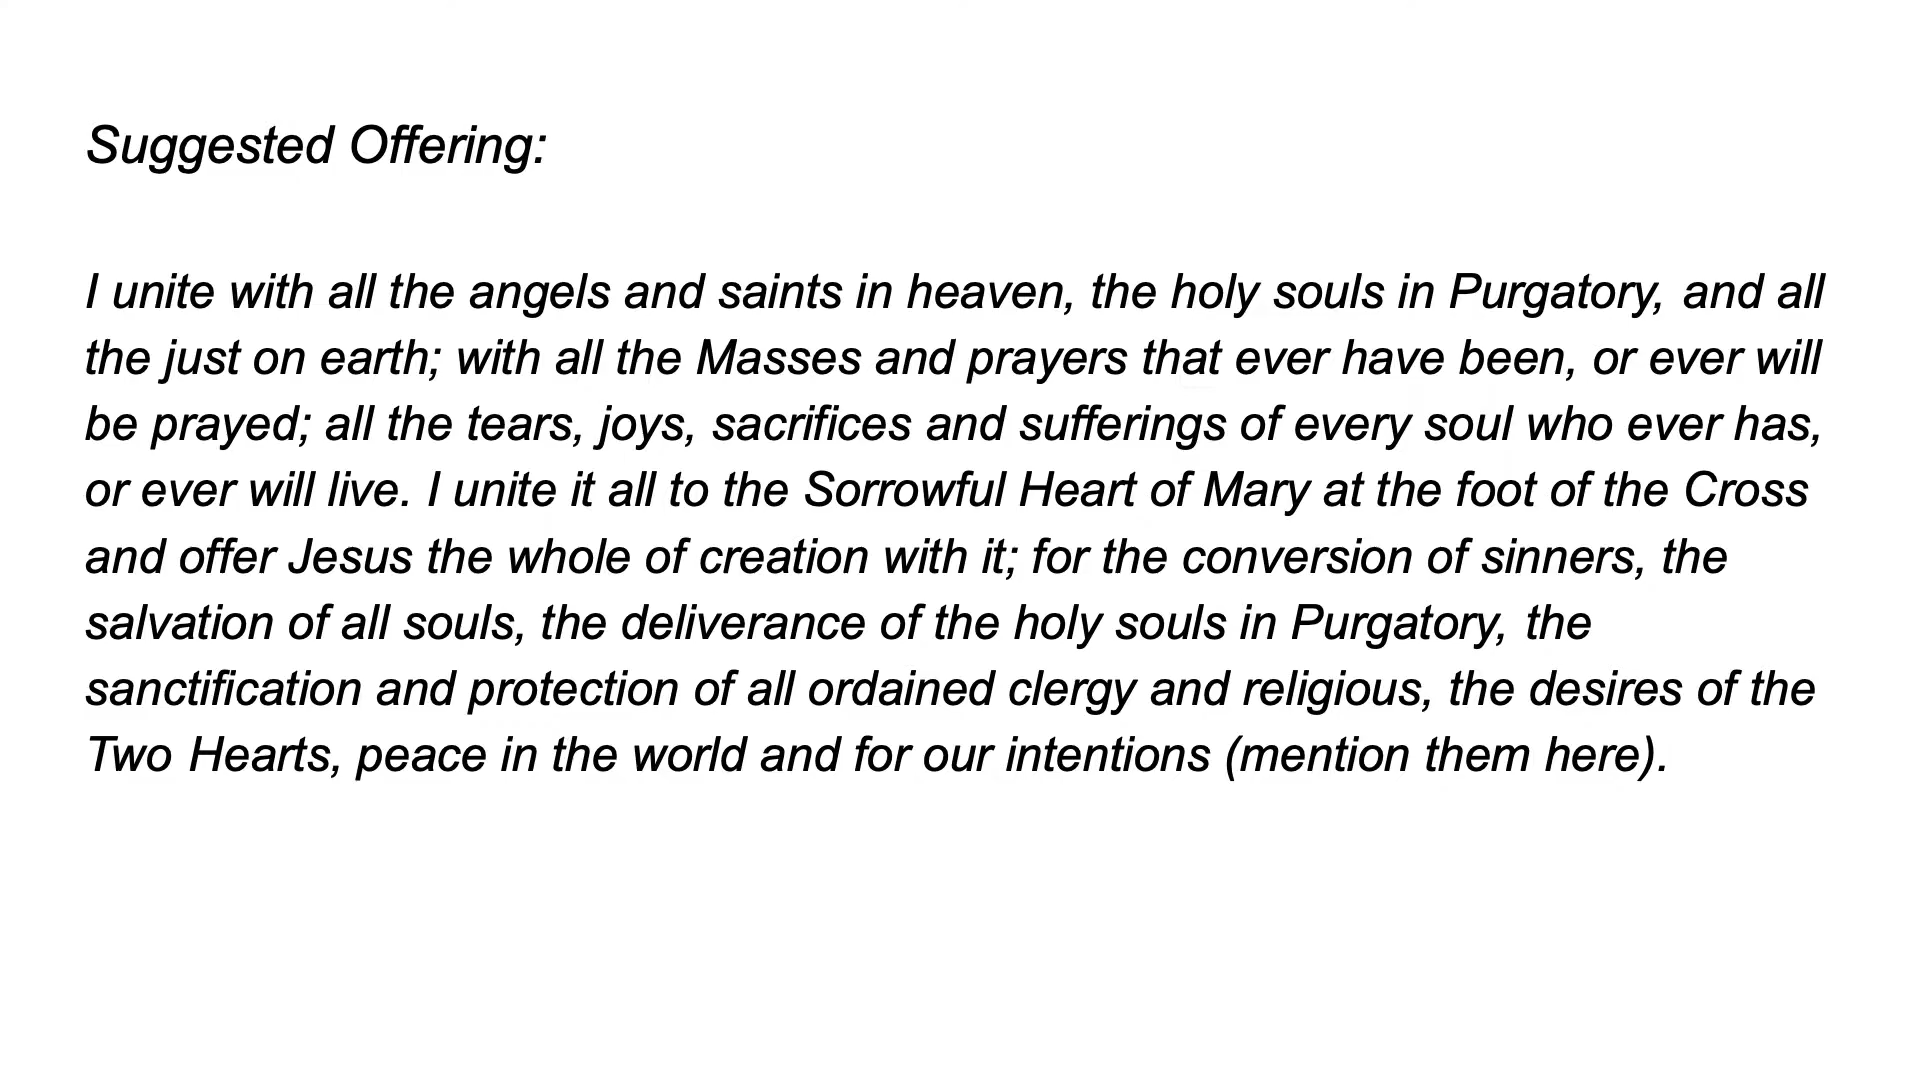 Suggested Offering:
I unite with all the angels and saints in heaven, the holy souls in Purgatory, and all
the just on earth; with all the Masses and prayers that ever have been, or ever will
be prayed; all the tears, joys, sacrifices and sufferings of every soul who ever has,
or ever will live. I unite it all to the Sorrowful Heart of Mary at the foot of the Cross
and offer Jesus the whole of creation with it; for the conversion of sinners, the
salvation of all souls, the deliverance of the holy souls in Purgatory, the
sanctification and protection of all ordained clergy and religious, the desires of the
Two Hearts, peace in the world and for our intentions (mention them here).